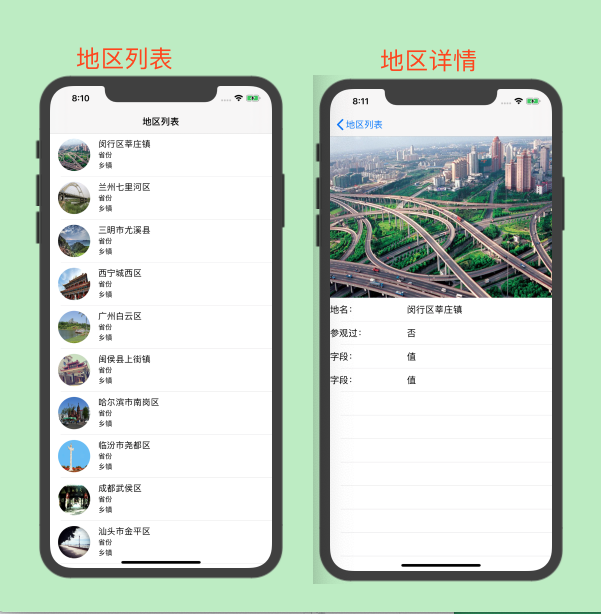 地区列表
8:10
地区列表
闵行区莘庄镇
省份
乡镇
兰州七里河区
省份
乡镇
三明市尤溪县
省份
乡镇
西宁城西区
省份
乡镇
广州白云区
省份
乡镇
闽侯县上街镇
省份
乡镇
哈尔滨市南岗区
省份
乡镇
临汾市尧都区
省份
乡镇
成都武侯区
省份
乡镇
汕头市金平区
省份
乡镇
地区详情
8:11
地区列表
地名: 闵行区莘庄镇
参观过: 否
字段: 值
字段: 值